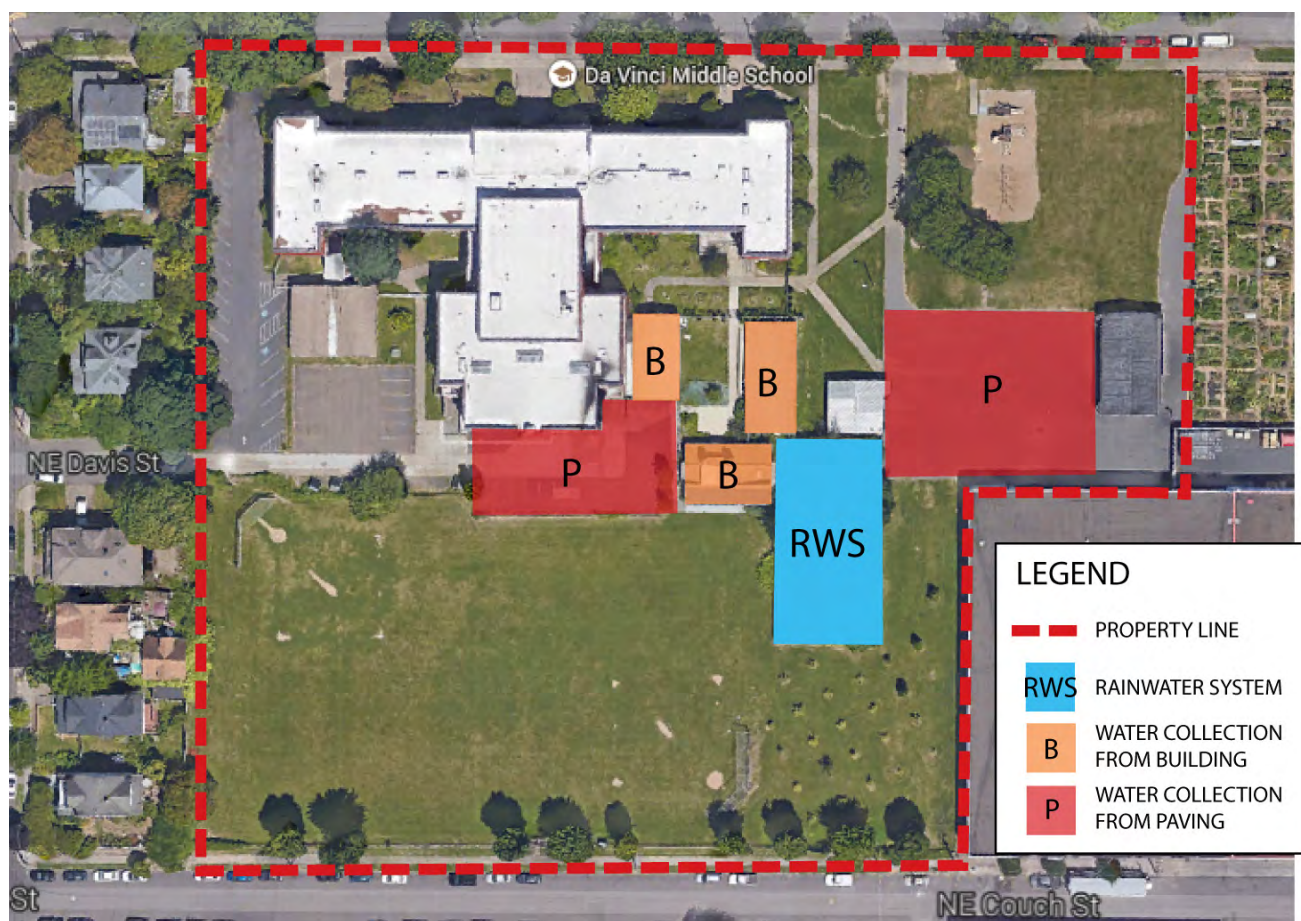 Da Vinci Middle School
B
B
P
NE Davis St
P
B
RWS
LEGEND
PROPERTY LINE
RWS
RAINWATER SYSTEM
B
WATER COLLECTION
FROM BUILDING
P
WATER COLLECTION
FROM PAVING
St
NE Couch St